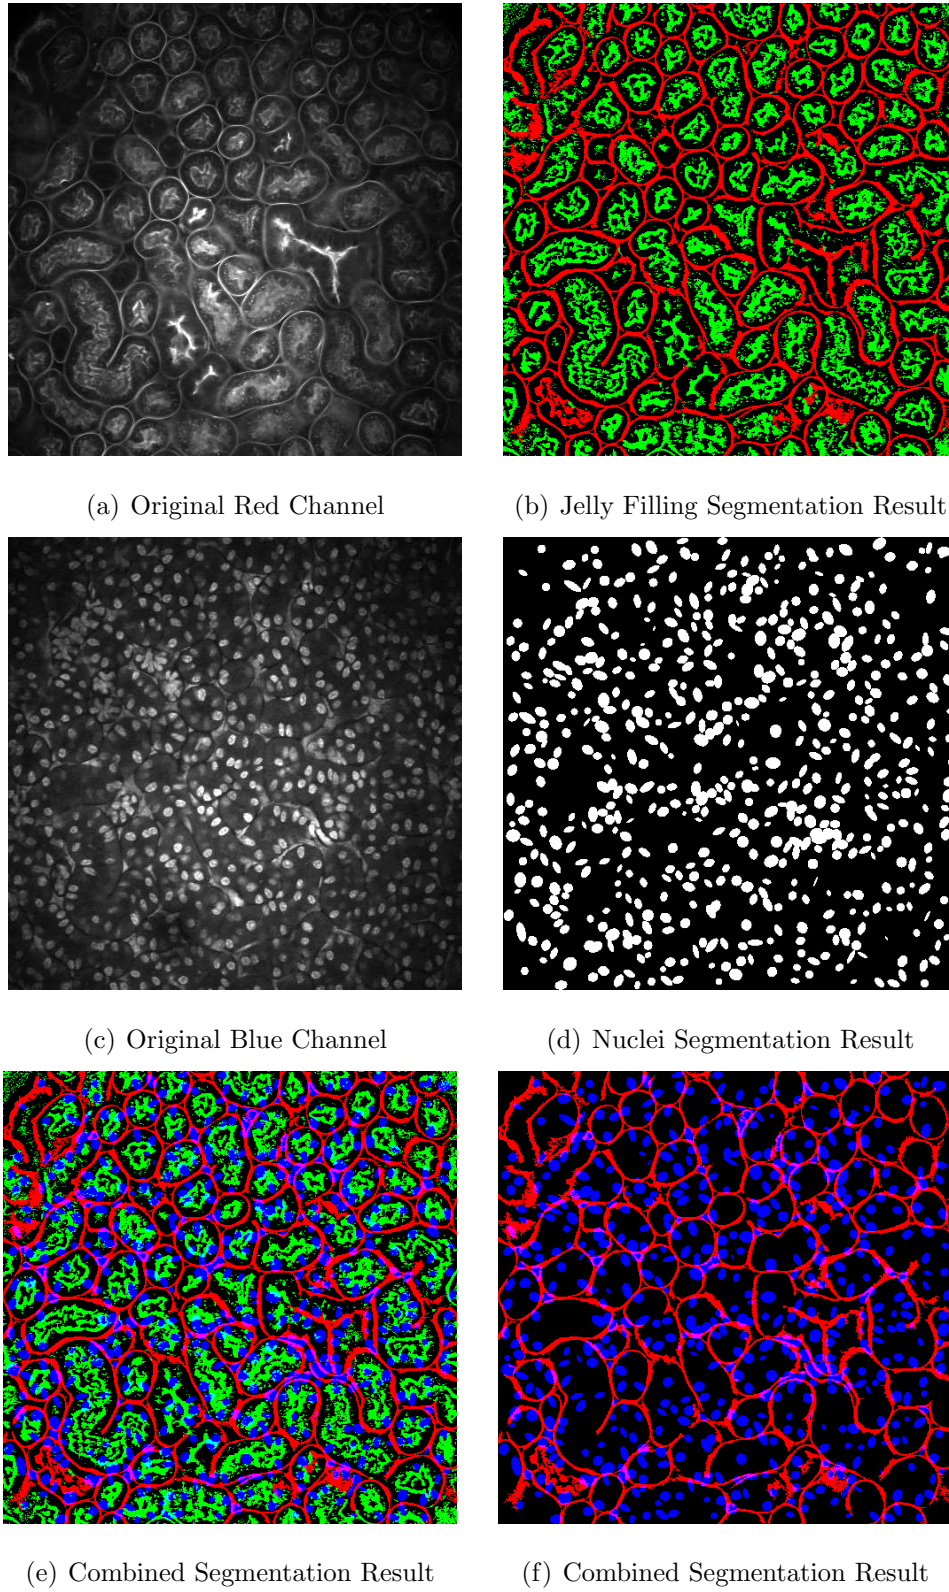 (a) Original Red Channel
(b) Jelly Filling Segmentation Result
(c) Original Blue Channel
(d) Nuclei Segmentation Result
(e) Combined Segmentation Result
(f) Combined Segmentation Result